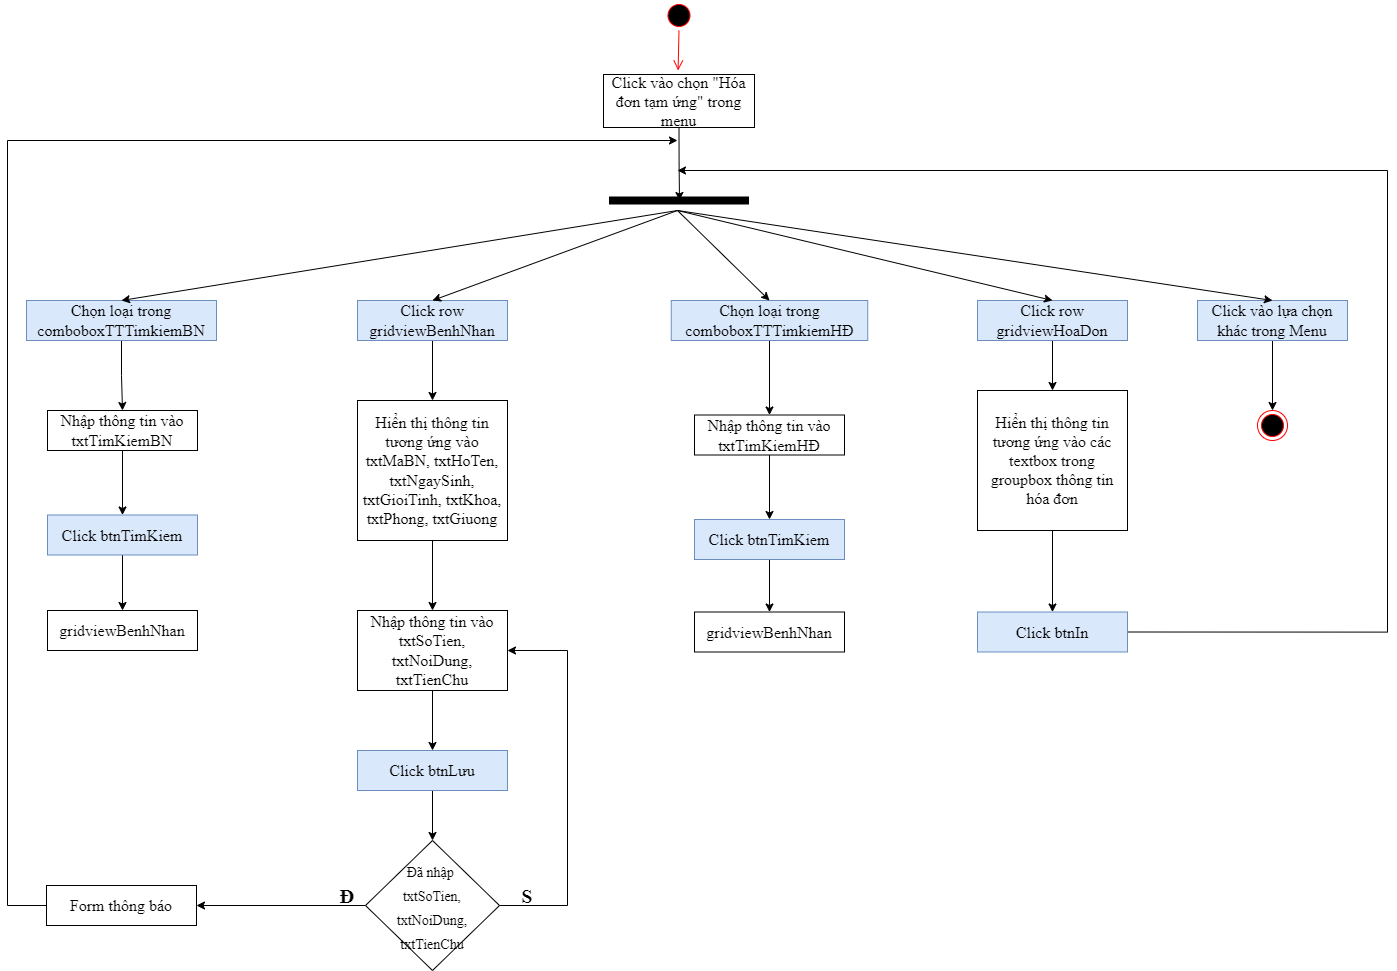 Click vào chọn "Hóa
đơn tạm ứng" trong
menu
Chọn loại trong
comboboxTTTimkiemBN
Click row
gridviewBenhNhan
Chọn loại trong
comboboxTTTimkiemHĐ
Click row
gridviewHoaDon
Click vào lựa chọn
khác trong Menu
Nhập thông tin vào
txtTimKiemBN
Hiển thị thông tin
tương ứng vào
txtMaBN, txtHoTen,
txtNgaySinh,
txtGioiTinh, txtKhoa,
txtPhong, txtGiuong
Nhập thông tin vào
txtTimKiemHĐ
Hiển thị thông tin
tương ứng vào các
textbox trong
groupbox thông tin
hóa đơn
Click btnTimKiem
Click btnTimKiem
gridviewBenhNhan
Nhập thông tin vào
txtSoTien,
txtNoiDung,
txtTienChu
gridviewBenhNhan
Click btnIn
Click btnLưu
Form thông báo
Đ
Đã nhập
txtSoTien,
txtNoiDung,
txtTienChu
S